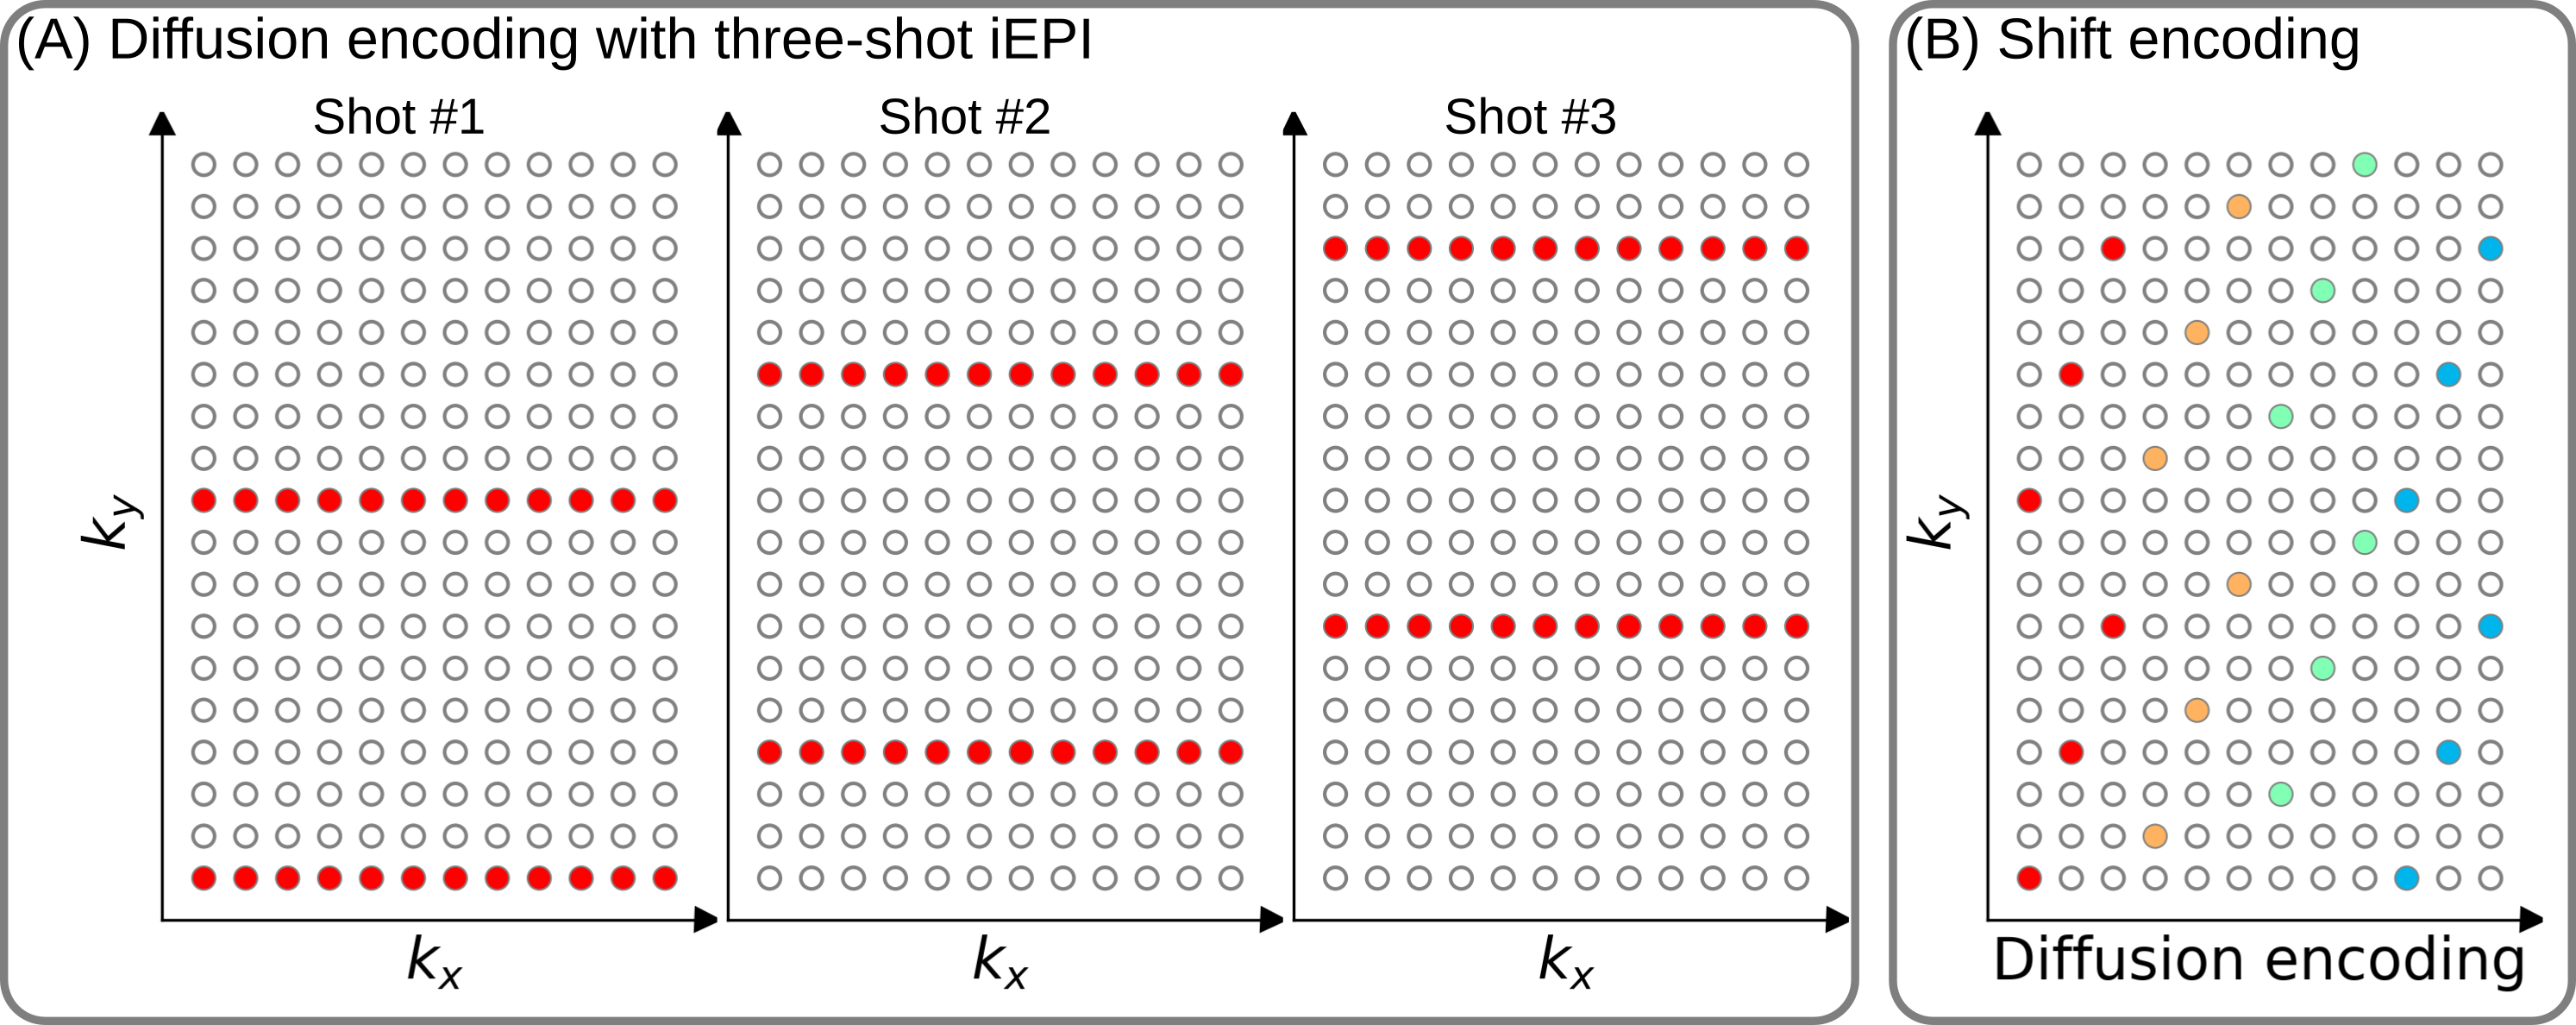 (A) Diffusion encoding with three-shot iEPI
Shot #1
Shot #2
Shot #3
k_y
k_x
k_x
k_x
(B) Shift encoding
k_y
Diffusion encoding